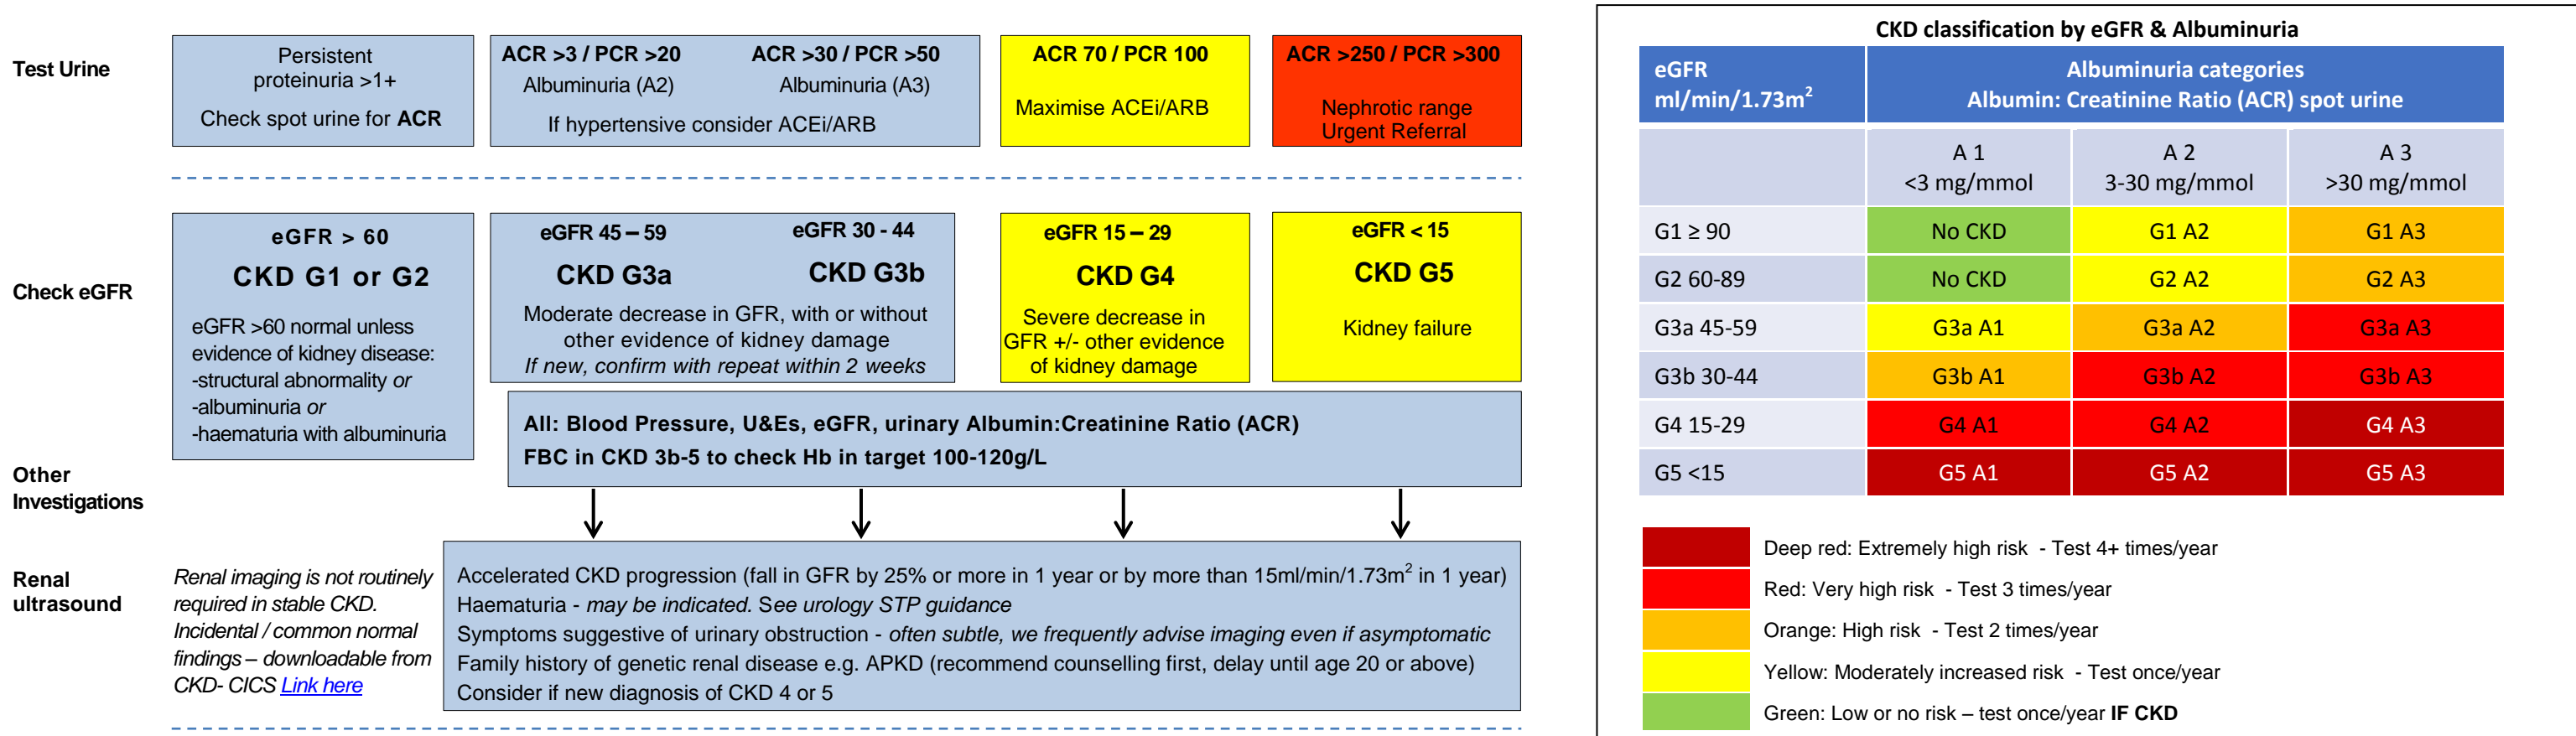 Test Urine
Persistent
proteinuria >1+
Check spot urine for ACR
ACR >3 / PCR >20
Albuminuria (A2)
ACR >30 / PCR >50
Albuminuria (A3)
If hypertensive consider ACEi/ARB
ACR 70 / PCR 100
Maximise ACEi/ARB
ACR >250 / PCR >300
Nephrotic range
Urgent Referral
Check eGFR
eGFR > 60
CKD G1 or G2
eGFR >60 normal unless
evidence of kidney disease:
-structural abnormality or
-albuminuria or
-haematuria with albuminuria
eGFR 45 – 59
CKD G3a
eGFR 30 - 44
CKD G3b
Moderate decrease in GFR, with or without
other evidence of kidney damage
If new, confirm with repeat within 2 weeks
eGFR 15 – 29
CKD G4
Severe decrease in
GFR +/- other evidence
of kidney damage
eGFR < 15
CKD G5
Kidney failure
Other
Investigations
All: Blood Pressure, U&Es, eGFR, urinary Albumin:Creatinine Ratio (ACR)
FBC in CKD 3b-5 to check Hb in target 100-120g/L
Renal
ultrasound
Renal imaging is not routinely
required in stable CKD.
Incidental / common normal
findings – downloadable from
CKD- CICS Link here
Accelerated CKD progression (fall in GFR by 25% or more in 1 year or by more than 15ml/min/1.73m² in 1 year)
Haematuria - may be indicated. See urology STP guidance
Symptoms suggestive of urinary obstruction - often subtle, we frequently advise imaging even if asymptomatic
Family history of genetic renal disease e.g. APKD (recommend counselling first, delay until age 20 or above)
Consider if new diagnosis of CKD 4 or 5
CKD classification by eGFR & Albuminuria
eGFR
ml/min/1.73m²
Albuminuria categories
Albumin: Creatinine Ratio (ACR) spot urine
A 1
<3 mg/mmol
A 2
3-30 mg/mmol
A 3
>30 mg/mmol
G1 ≥ 90 No CKD G1 A2 G1 A3
G2 60-89 No CKD G2 A2 G2 A3
G3a 45-59 G3a A1 G3a A2 G3a A3
G3b 30-44 G3b A1 G3b A2 G3b A3
G4 15-29 G4 A1 G4 A2 G4 A3
G5 <15 G5 A1 G5 A2 G5 A3
Deep red: Extremely high risk - Test 4+ times/year
Red: Very high risk - Test 3 times/year
Orange: High risk - Test 2 times/year
Yellow: Moderately increased risk - Test once/year
Green: Low or no risk – test once/year IF CKD